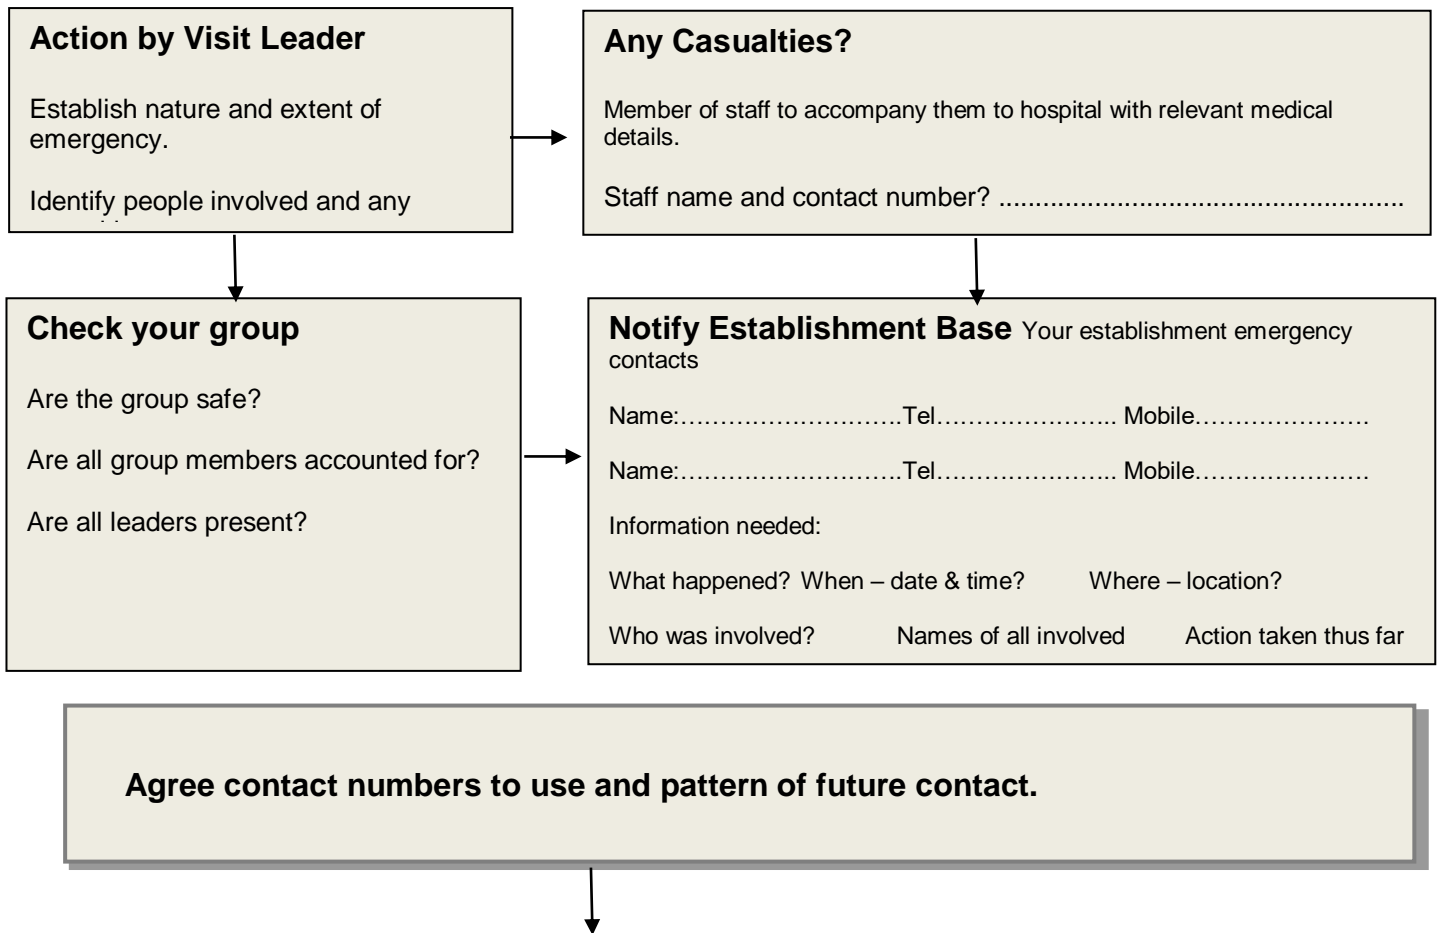 Action by Visit Leader
Establish nature and extent of
emergency.
Identify people involved and any
Any Casualties?
Member of staff to accompany them to hospital with relevant medical
details.
Staff name and contact number? ........................................................
Check your group
Are the group safe?
Are all group members accounted for?
Are all leaders present?
Notify Establishment Base Your establishment emergency
contacts
Name:……………………….Tel………………….. Mobile………………….
Name:……………………….Tel………………….. Mobile………………….
Information needed:
What happened? When – date & time? Where – location?
Who was involved? Names of all involved Action taken thus far
Agree contact numbers to use and pattern of future contact.